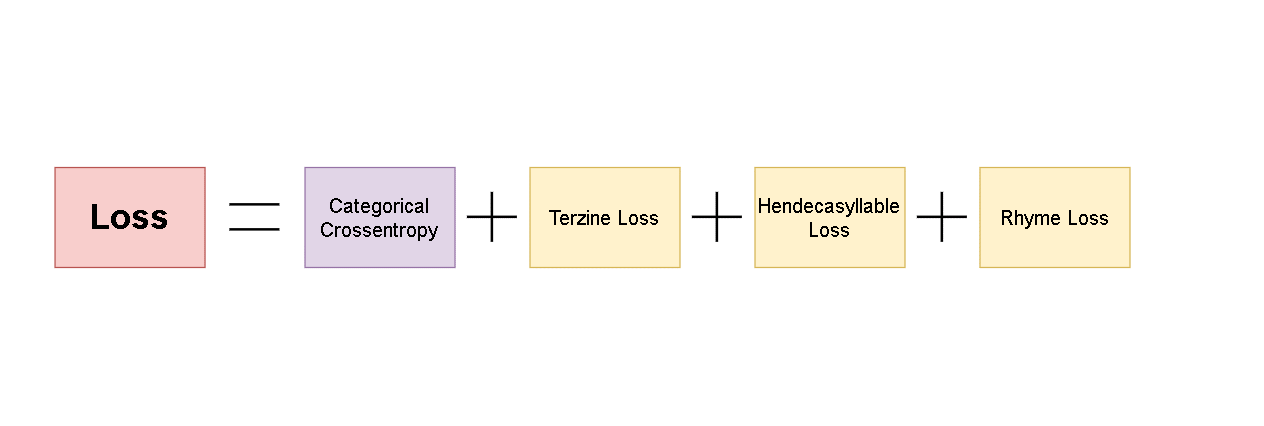 Loss
Categorical
Crossentropy
Terzine Loss
Hendecasyllable
Loss
Rhyme Loss